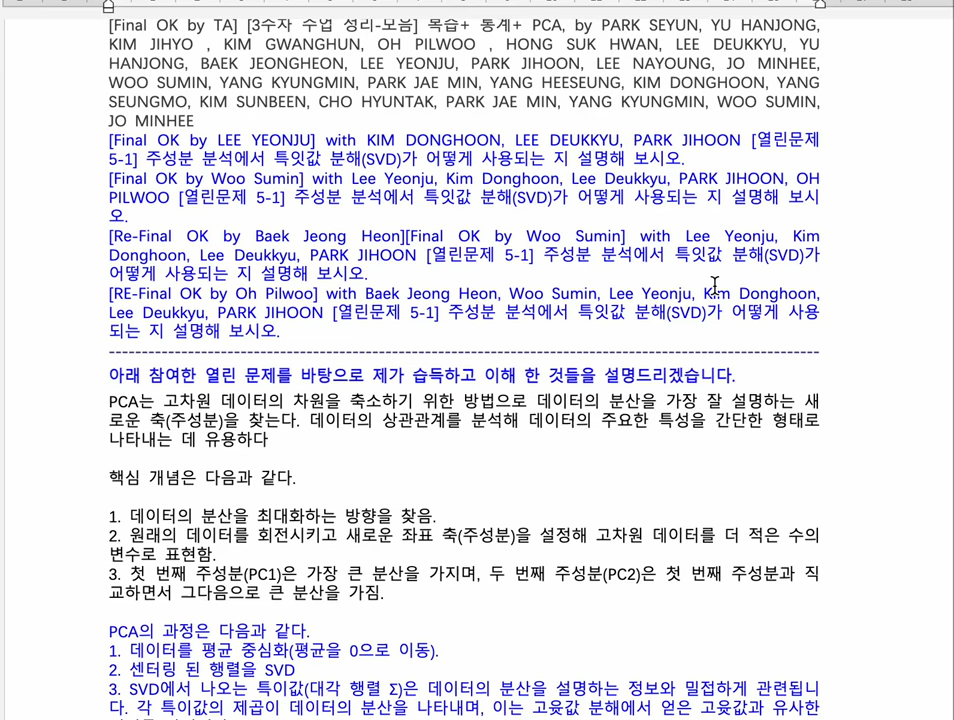 [Final OK by TA] [3주차 수업 정리-모음] 복습+ 통계+ PCA, by PARK SEYUN, YU HANJONG,
KIM JIHYO , KIM GWANGHUN, OH PILWOO , HONG SUK HWAN, LEE DEUKKYU, YU
HANJONG, BAEK JEONGHEON, LEE YEONJU, PARK JIHOON, LEE NAYOUNG, JO MINHEE,
WOO SUMIN, YANG KYUNGMIN, PARK JAE MIN, YANG HEESEUNG, KIM DONGHOON, YANG
SEUNGMO, KIM SUNBEEN, CHO HYUNTAK, PARK JAE MIN, YANG KYUNGMIN, WOO SUMIN,
JO MINHEE
[Final OK by LEE YEONJU] with KIM DONGHOON, LEE DEUKKYU, PARK JIHOON [열린문제
5-1] 주성분 분석에서 특잇값 분해(SVD)가 어떻게 사용되는 지 설명해 보시오.
[Final OK by Woo Sumin] with Lee Yeonju, Kim Donghoon, Lee Deukkyu, PARK JIHOON, OH
PILWOO [열린문제 5-1] 주성분 분석에서 특잇값 분해(SVD)가 어떻게 사용되는 지 설명해 보시
오.
[Re-Final OK by Baek Jeong Heon][Final OK by Woo Sumin] with Lee Yeonju, Kim
Donghoon, Lee Deukkyu, PARK JIHOON [열린문제 5-1] 주성분 분석에서 특잇값 분해(SVD)가
어떻게 사용되는 지 설명해 보시오.
[RE-Final OK by Oh Pilwoo] with Baek Jeong Heon, Woo Sumin, Lee Yeonju, Kim Donghoon,
Lee Deukkyu, PARK JIHOON [열린문제 5-1] 주성분 분석에서 특잇값 분해(SVD)가 어떻게 사용
되는 지 설명해 보시오.
아래 참여한 열린 문제를 바탕으로 제가 습득하고 이해 한 것들을 설명드리겠습니다.
PCA는 고차원 데이터의 차원을 축소하기 위한 방법으로 데이터의 분산을 가장 잘 설명하는 새
로운 축(주성분)을 찾는다. 데이터의 상관관계를 분석해 데이터의 주요한 특성을 간단한 형태로
나타내는 데 유용하다
핵심 개념은 다음과 같다.
1. 데이터의 분산을 최대화하는 방향을 찾음.
2. 원래의 데이터를 회전시키고 새로운 좌표 축(주성분)을 설정해 고차원 데이터를 더 적은 수의
변수로 표현함.
3. 첫 번째 주성분(PC1)은 가장 큰 분산을 가지며, 두 번째 주성분(PC2)은 첫 번째 주성분과 직
교하면서 그다음으로 큰 분산을 가짐.
PCA의 과정은 다음과 같다.
1. 데이터를 평균 중심화(평균을 0으로 이동).
2. 센터링 된 행렬을 SVD
3. SVD에서 나오는 특이값(대각 행렬 Σ)은 데이터의 분산을 설명하는 정보와 밀접하게 관련됩니
다. 각 특이값의 제곱이 데이터의 분산을 나타내며, 이는 고윳값 분해에서 얻은 고윳값과 유사한